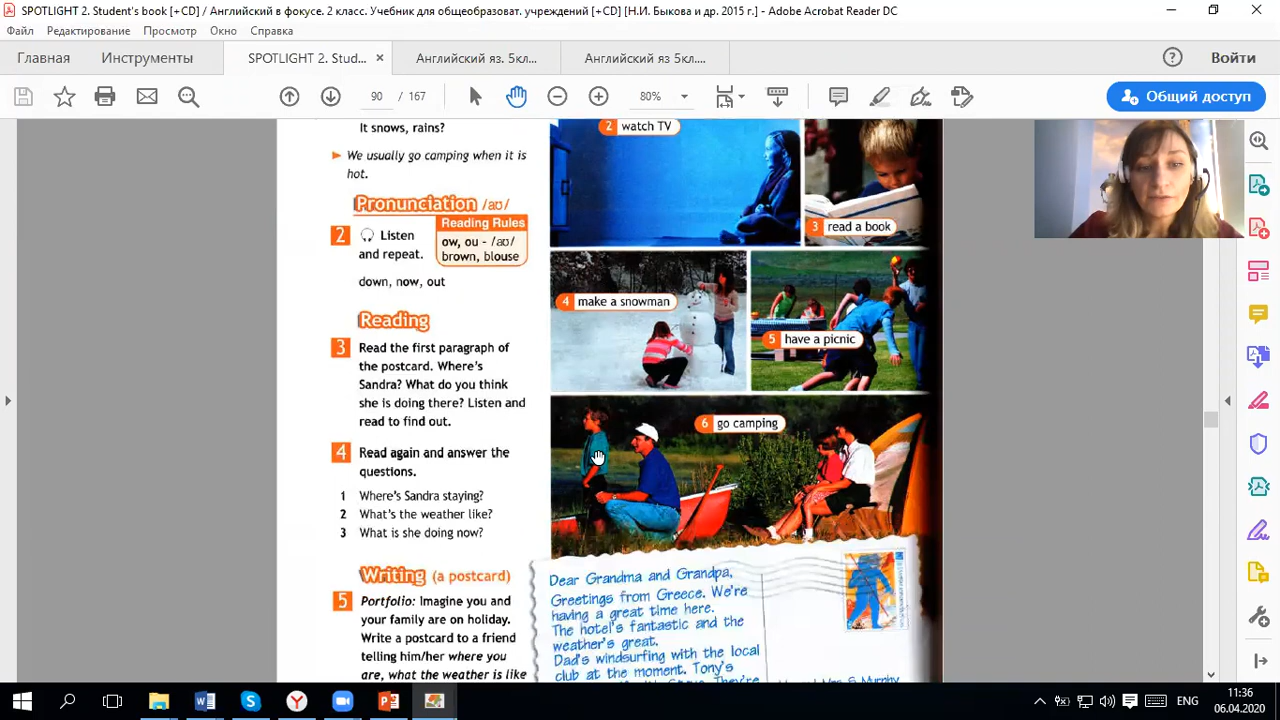 SPOTLIGHT 2. Student's book [+CD] / Английский в фокусе. 2 класс. Учебник для общеобразоват. учреждений [+CD] [Н.И. Быкова и др. 2015 г.] - Adobe Acrobat Reader DC
Файл Редактирование Просмотр Окно Справка
Главная Инструменты SPOTLIGHT 2. Stud... Английский яз. 5кл.... Английский яз. 5кл.... Войти
90 / 167 80% Общий доступ
It snows, rains?
We usually go camping when it is
hot.
Pronunciation /aʊ/
2 Listen
and repeat.
Reading Rules
ow, ou - /aʊ/
brown, blouse
down, now, out
Reading
3 Read the first paragraph of
the postcard. Where's
Sandra? What do you think
she is doing there? Listen and
read to find out.
4 Read again and answer the
questions.
1 Where's Sandra staying?
2 What's the weather like?
3 What is she doing now?
Writing (a postcard)
5 Portfolio: Imagine you and
your family are on holiday.
Write a postcard to a friend
telling him/her where you
are, what the weather is like
2 watch TV
3 read a book
4 make a snowman
5 have a picnic
6 go camping
Dear Grandma and Grandpa,
Greetings from Greece. We're
having a great time here.
The hotel's fantastic and the
weather's great.
Dad's windsurfing with the local
club at the moment. Tony's
They're
Murphy
ENG
11:36
06.04.2020